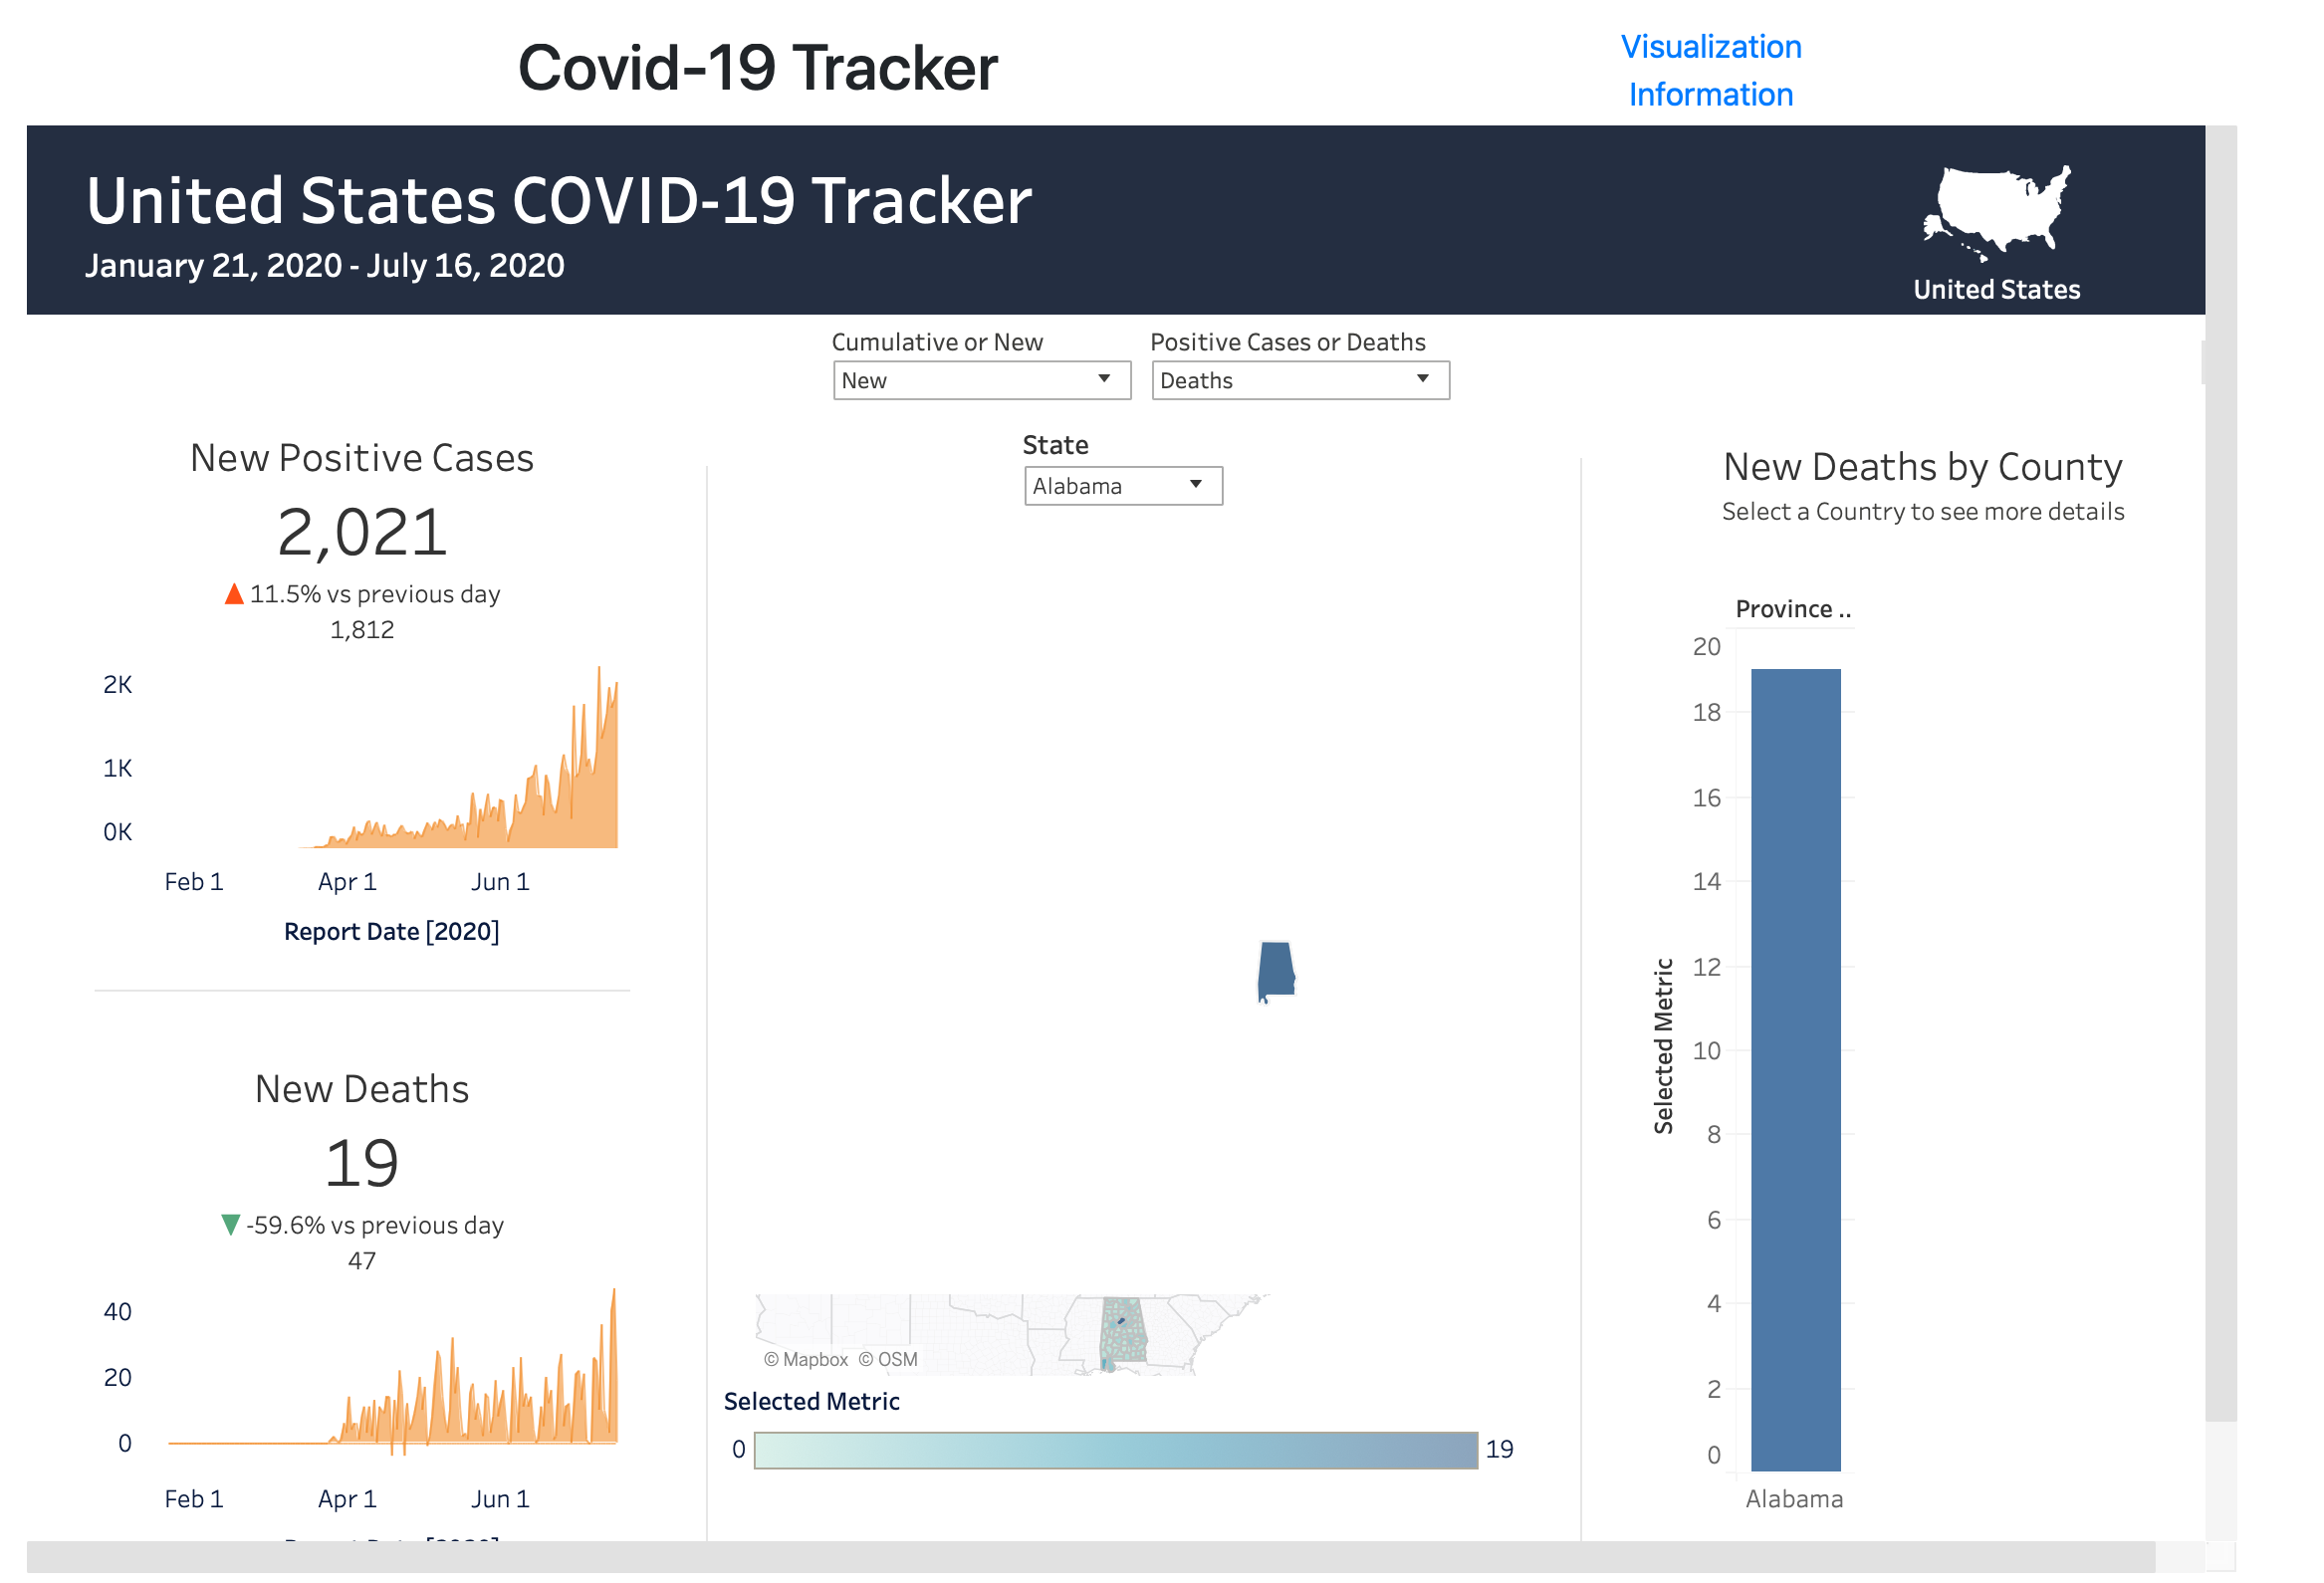 Covid-19 Tracker
Visualization
Information
United States COVID-19 Tracker
January 21, 2020 - July 16, 2020
United States
Cumulative or New
New
Positive Cases or Deaths
Deaths
State
Alabama
New Positive Cases
2,021
11.5% vs previous day
1,812
2K
1K
0K
Feb 1
Apr 1
Jun 1
Report Date [2020]
New Deaths
19
-59.6% vs previous day
47
40
20
0
Feb 1
Apr 1
Jun 1
© Mapbox © OSM
Selected Metric
0
19
New Deaths by County
Select a Country to see more details
Province ..
20
18
16
14
12
10
8
6
4
2
0
Selected Metric
Alabama